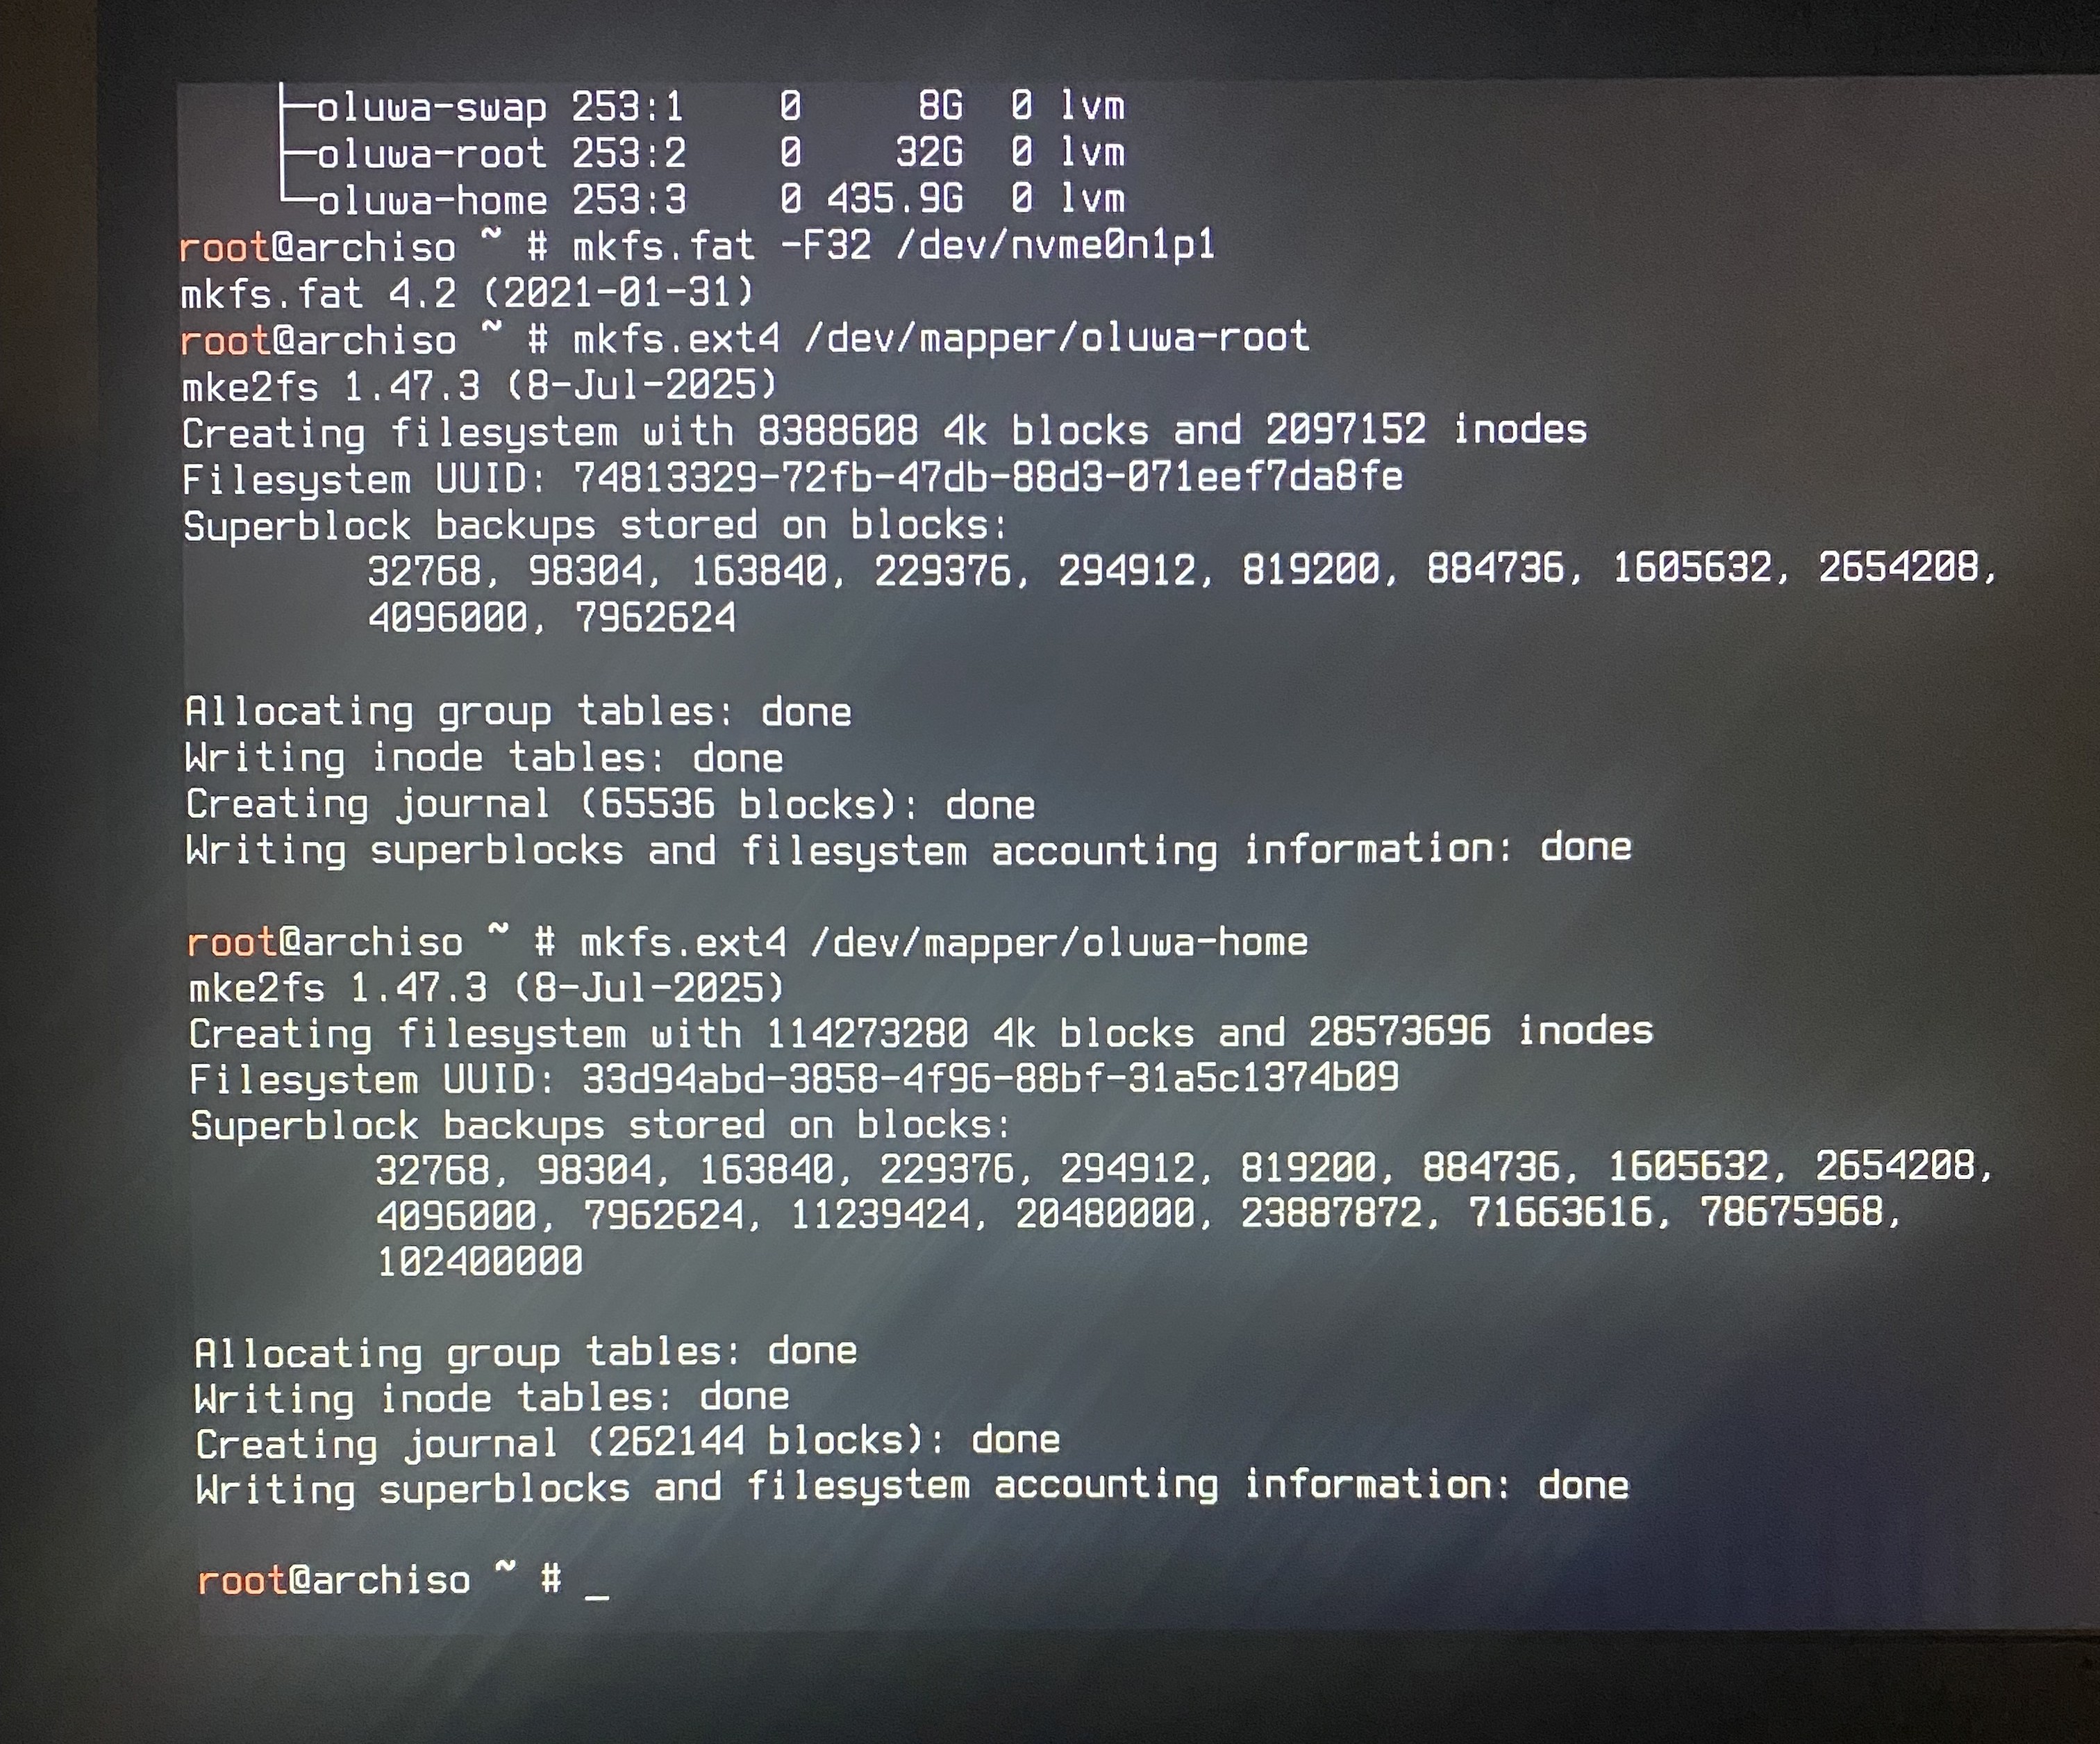 ├─oluwa-swap 253:1    0     8G  0 lvm
├─oluwa-root 253:2    0    32G  0 lvm
└─oluwa-home 253:3    0 435.9G  0 lvm
root@archiso ~ # mkfs.fat -F32 /dev/nvme0n1p1
mkfs.fat 4.2 (2021-01-31)
root@archiso ~ # mkfs.ext4 /dev/mapper/oluwa-root
mke2fs 1.47.3 (8-Jul-2025)
Creating filesystem with 8388608 4k blocks and 2097152 inodes
Filesystem UUID: 74813329-72fb-47db-88d3-071eef7da8fe
Superblock backups stored on blocks:
        32768, 98304, 163840, 229376, 294912, 819200, 884736, 1605632, 2654208,
        4096000, 7962624
Allocating group tables: done
Writing inode tables: done
Creating journal (65536 blocks): done
Writing superblocks and filesystem accounting information: done
root@archiso ~ # mkfs.ext4 /dev/mapper/oluwa-home
mke2fs 1.47.3 (8-Jul-2025)
Creating filesystem with 114273280 4k blocks and 28573696 inodes
Filesystem UUID: 33d94abd-3858-4f96-88bf-31a5c1374b09
Superblock backups stored on blocks:
        32768, 98304, 163840, 229376, 294912, 819200, 884736, 1605632, 2654208,
        4096000, 7962624, 11239424, 20480000, 23887872, 71663616, 78675968,
        102400000
Allocating group tables: done
Writing inode tables: done
Creating journal (262144 blocks): done
Writing superblocks and filesystem accounting information: done
root@archiso ~ # _